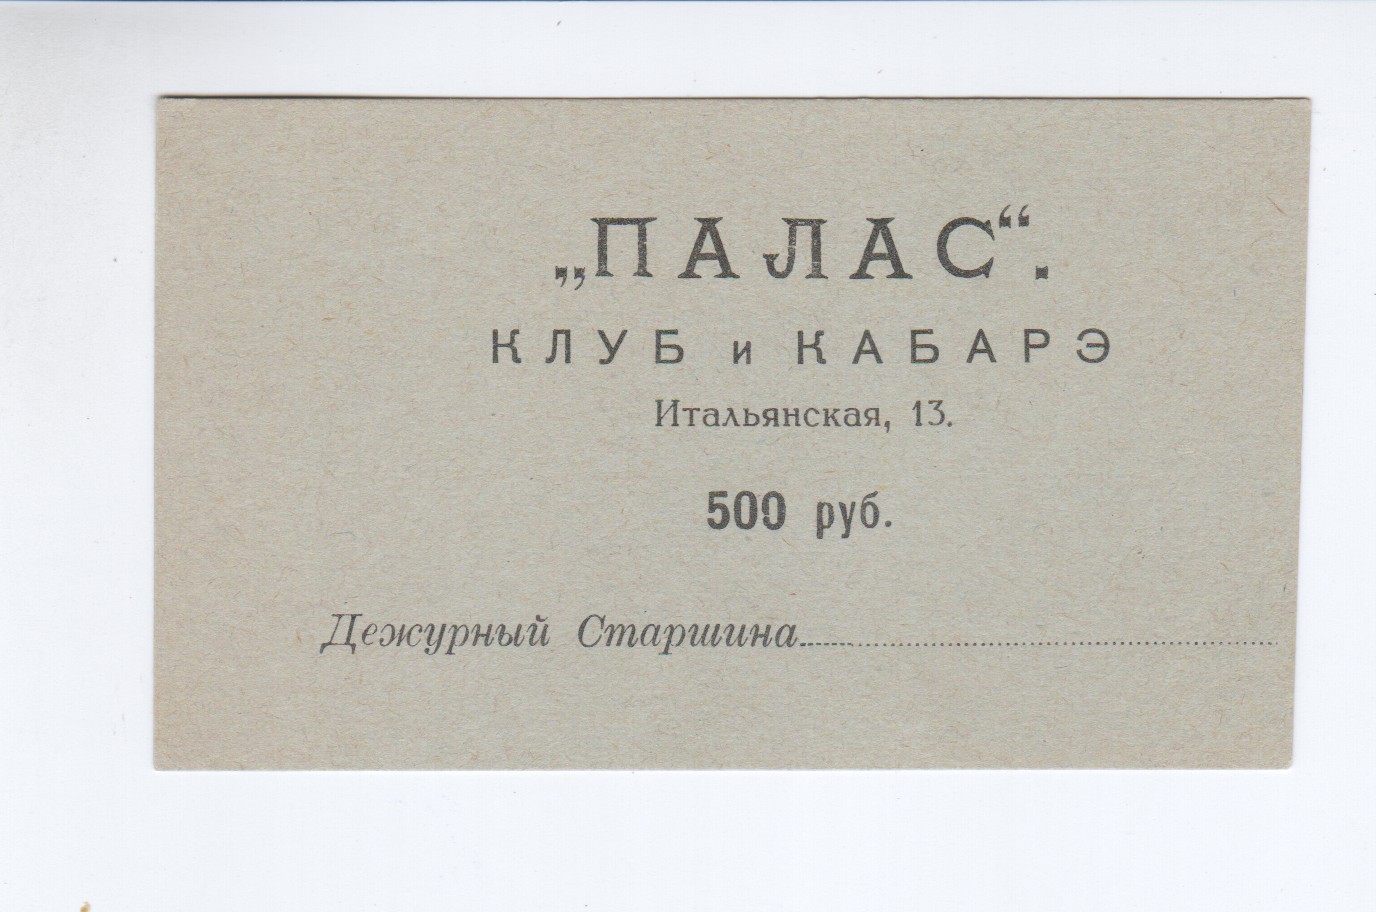 „ПАЛАС“.
КЛУБ и КАБАРЭ
Итальянская, 13.
500 руб.
Дежурный Старшина..............................